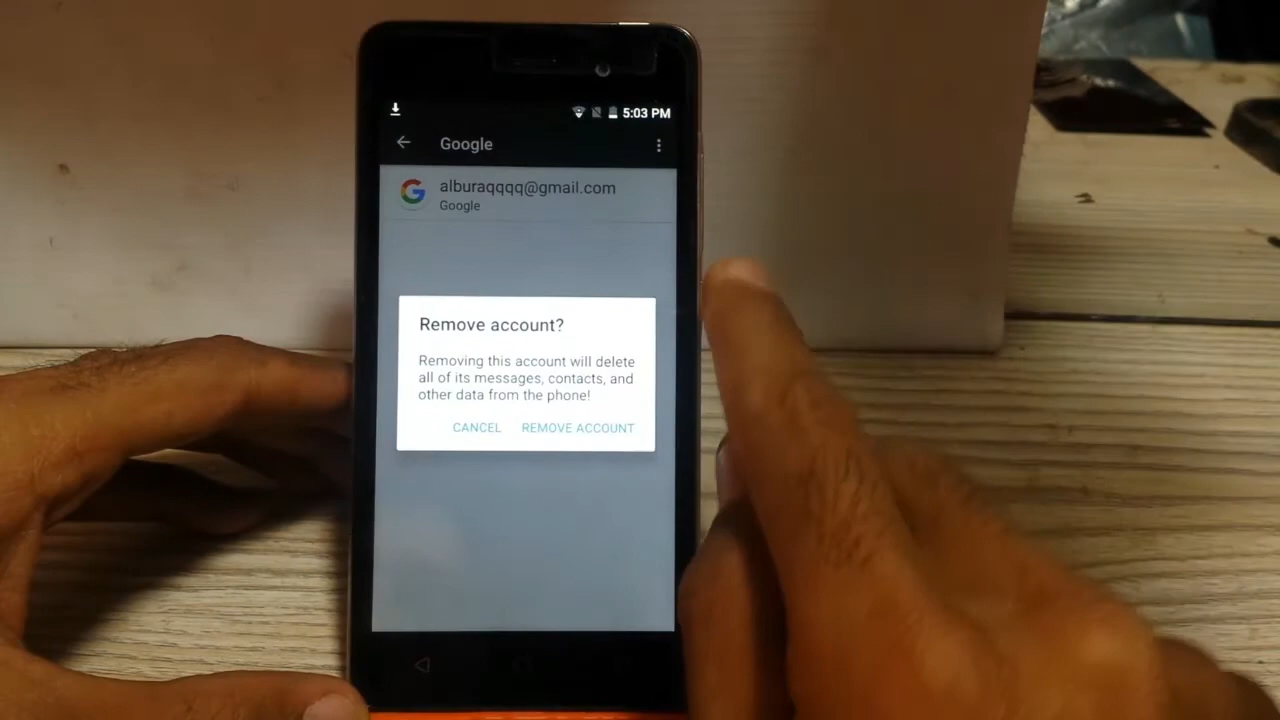 5:03 PM
Google
alburaqqqq@gmail.com
Google
Remove account?
Removing this account will delete
all of its messages, contacts, and
other data from the phone!
CANCEL REMOVE ACCOUNT